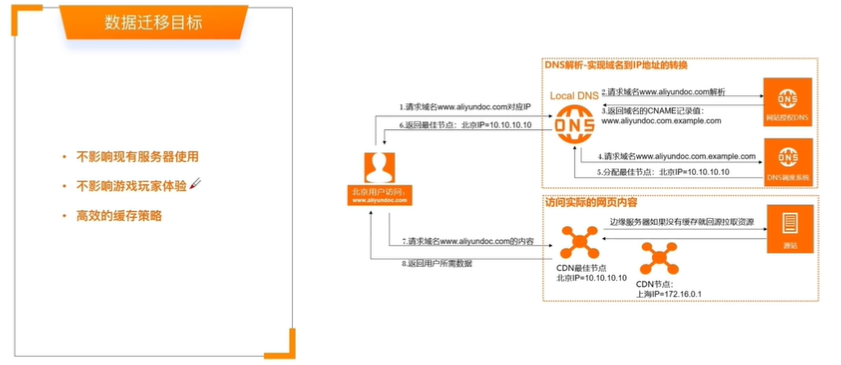 数据迁移目标
• 不影响现有服务器使用
• 不影响游戏玩家体验
• 高效的缓存策略
DNS解析-实现域名到IP地址的转换
Local DNS
DNS
1.请求域名www.aliyundoc.com对应IP
6.返回最佳节点：北京IP=10.10.10.10
2.请求域名www.aliyundoc.com解析
3.返回域名的CNAME记录值：
www.aliyundoc.com.example.com
DNS
网站授权DNS
4.请求域名www.aliyundoc.com.example.com
5.分配最佳节点：北京IP=10.10.10.10
DNS
DNS调度系统
北京用户访问：
www.aliyundoc.com
访问实际的网页内容
边缘服务器如果没有缓存就回源拉取资源
源站
7.请求域名www.aliyundoc.com的内容
8.返回用户所需数据
CDN最佳节点
北京IP=10.10.10.10
CDN节点：
上海IP=172.16.0.1